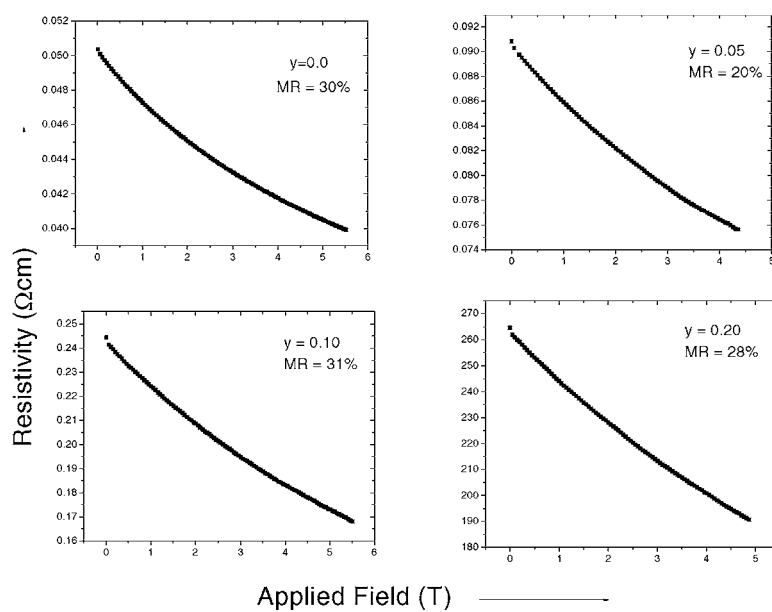 0.052
0.050
0.048
0.046
0.044
0.042
0.040
0 1 2 3 4 5 6
y=0.0
MR = 30%
0.092
0.090
0.088
0.086
0.084
0.082
0.080
0.078
0.076
0.074
0 1 2 3 4 5
y = 0.05
MR = 20%
Resistivity (Ωcm)
0.25
0.24
0.23
0.22
0.21
0.20
0.19
0.18
0.17
0.16
0 1 2 3 4 5 6
y = 0.10
MR = 31%
270
260
250
240
230
220
210
200
190
180
0 1 2 3 4 5
y = 0.20
MR = 28%
Applied Field (T)